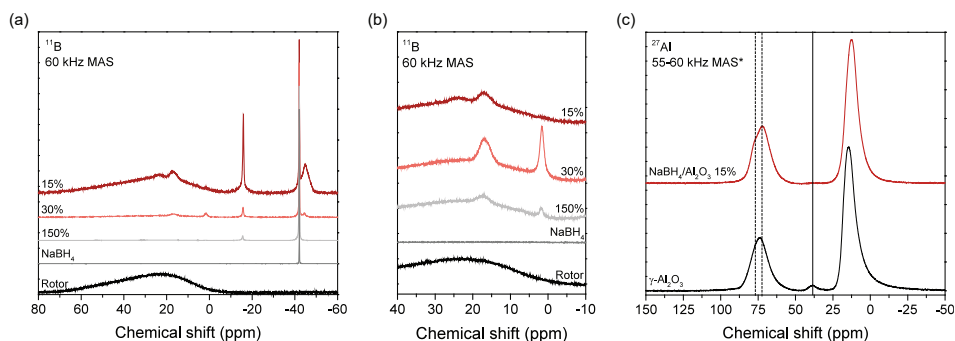 (a)
¹¹B
60 kHz MAS
15%
30%
150%
NaBH₄
Rotor
80 60 40 20 0 -20 -40 -60
Chemical shift (ppm)
(b)
¹¹B
60 kHz MAS
15%
30%
150%
NaBH₄
Rotor
40 30 20 10 0 -10
Chemical shift (ppm)
(c)
²⁷Al
55-60 kHz MAS*
NaBH₄/Al₂O₃ 15%
γ-Al₂O₃
150 125 100 75 50 25 0 -25 -50
Chemical shift (ppm)